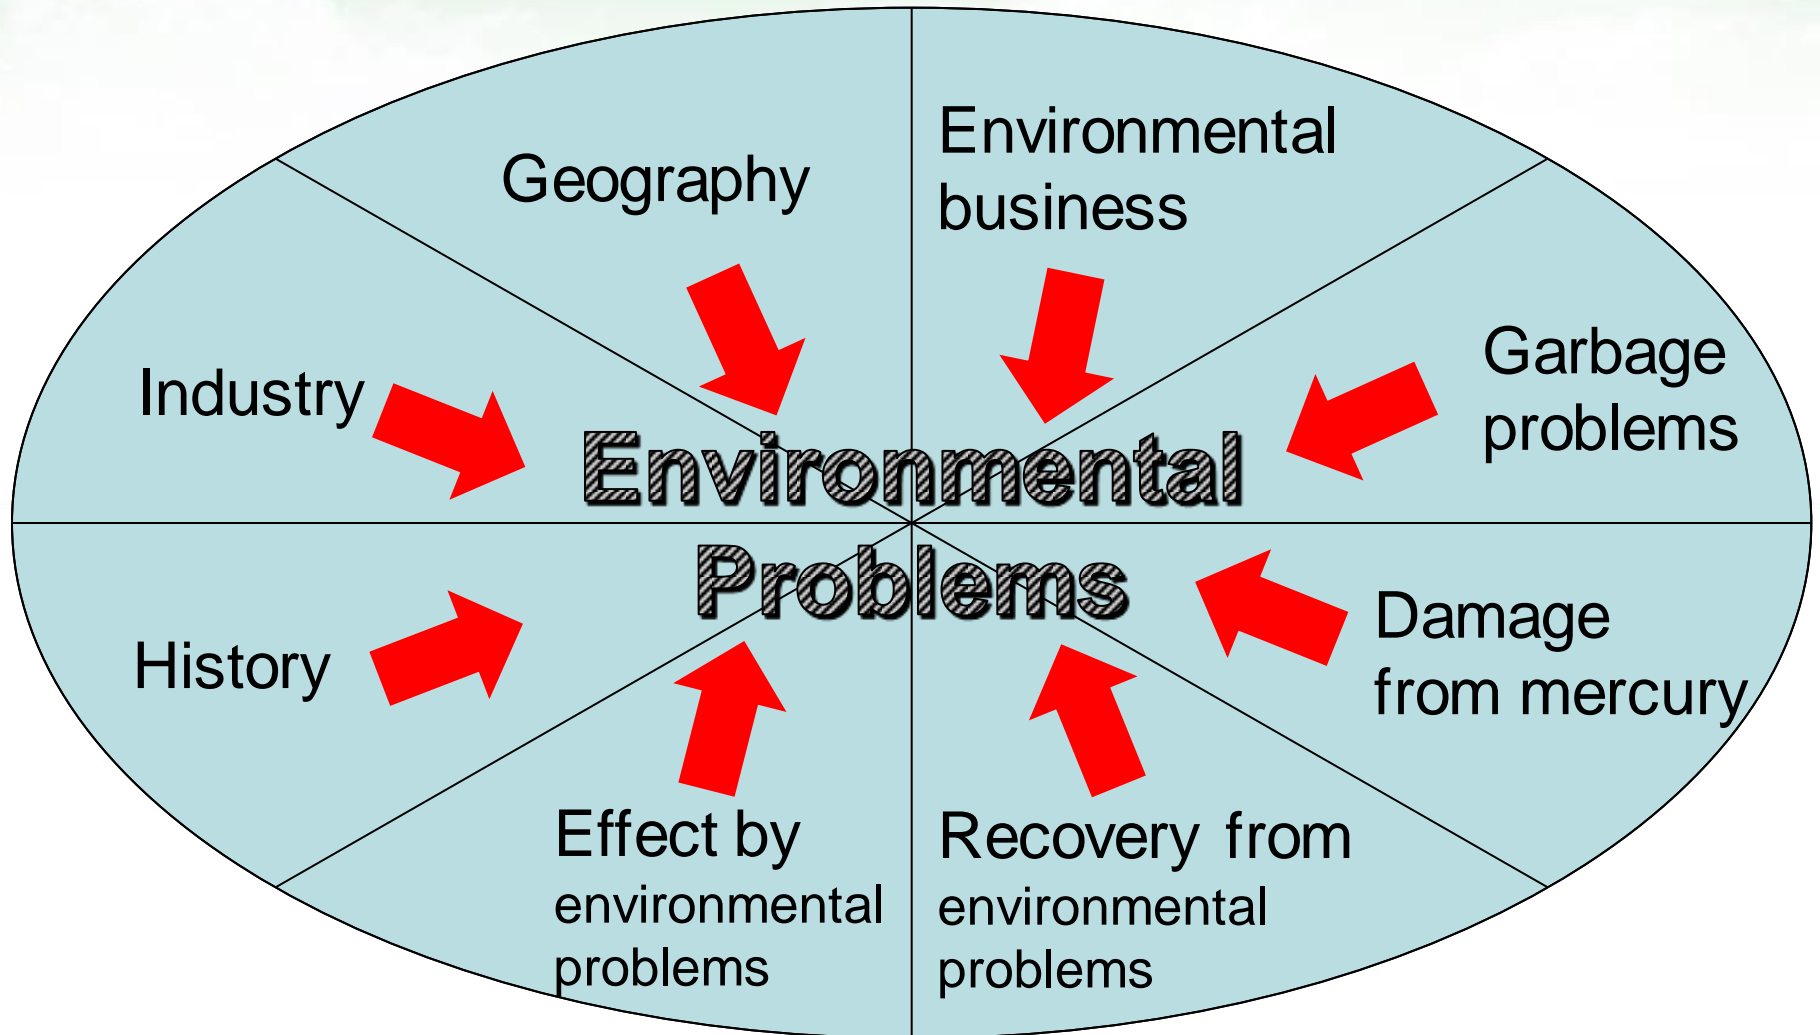 Geography
Environmental
business
Industry
Garbage
problems
Environmental
Problems
History
Damage
from mercury
Effect by
environmental
problems
Recovery from
environmental
problems